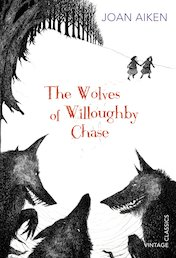 JOAN AIKEN
The Wolves
of Willoughby
Chase
VINTAGE
CLASSICS